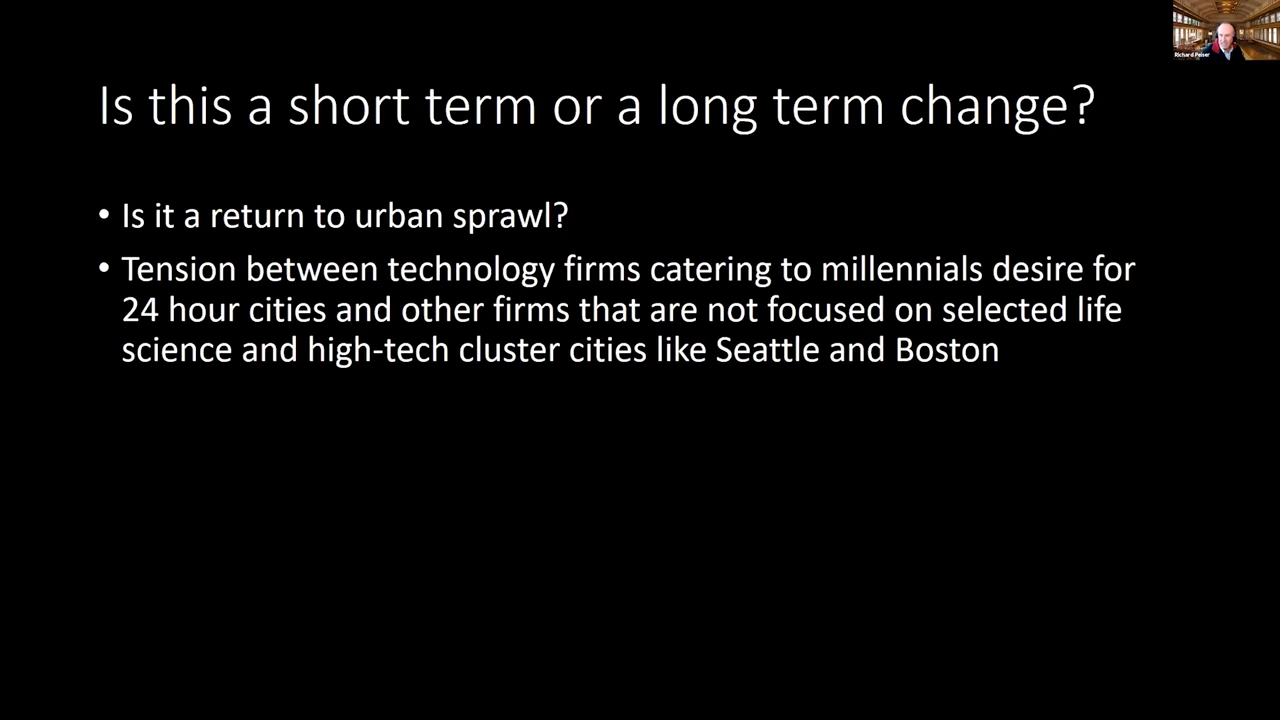 Richard Peiser
Is this a short term or a long term change?
• Is it a return to urban sprawl?
• Tension between technology firms catering to millennials desire for
24 hour cities and other firms that are not focused on selected life
science and high-tech cluster cities like Seattle and Boston